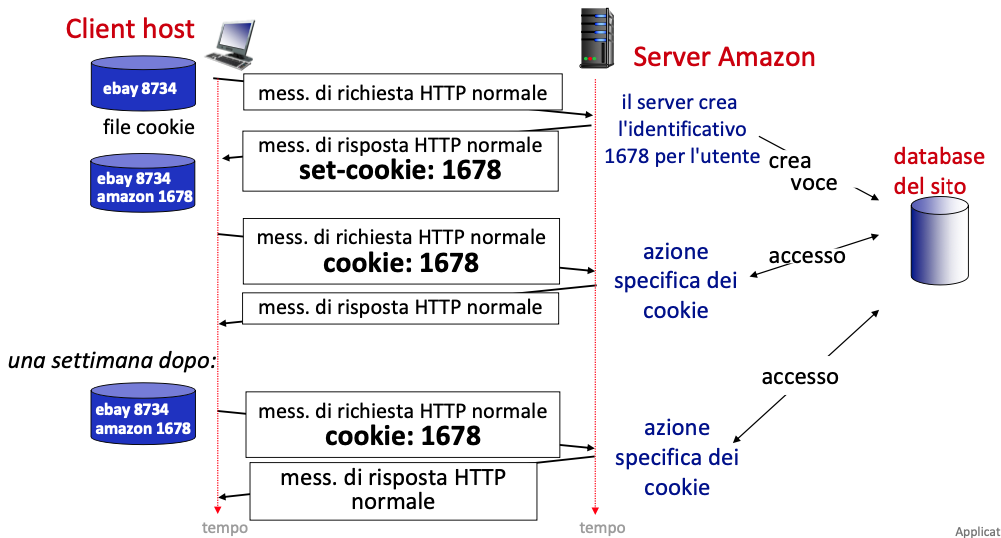 Client host
Server Amazon
ebay 8734
file cookie
mess. di richiesta HTTP normale
il server crea
l'identificativo
1678 per l'utente
mess. di risposta HTTP normale
set-cookie: 1678
crea
voce
database
del sito
ebay 8734
amazon 1678
mess. di richiesta HTTP normale
cookie: 1678
azione
specifica dei
cookie
accesso
mess. di risposta HTTP normale
una settimana dopo:
accesso
ebay 8734
amazon 1678
mess. di richiesta HTTP normale
cookie: 1678
azione
specifica dei
cookie
mess. di risposta HTTP
normale
tempo
tempo
Applicat